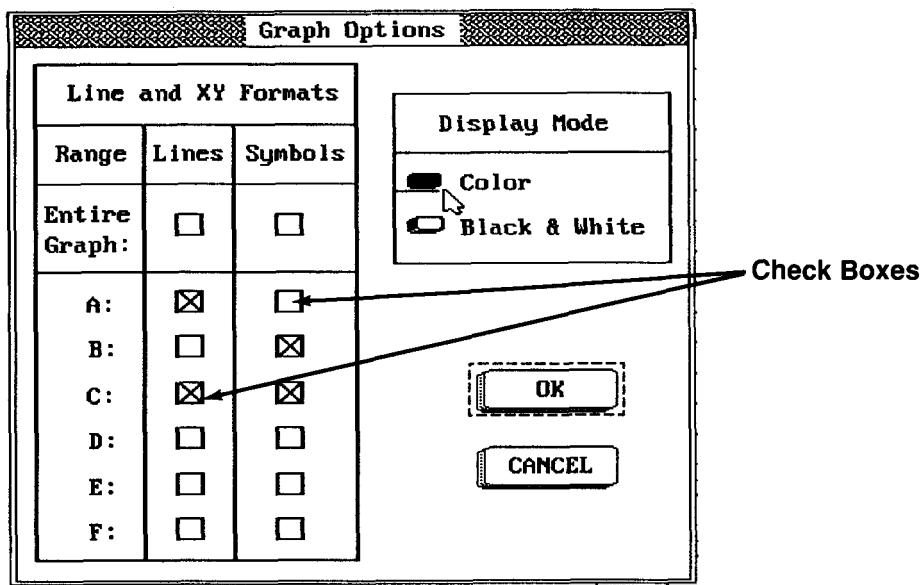 Graph Options
Line and XY Formats
Range Lines Symbols
Entire
Graph:
A:
B:
C:
D:
E:
F:
Display Mode
Color
Black & White
OK
CANCEL
Check Boxes